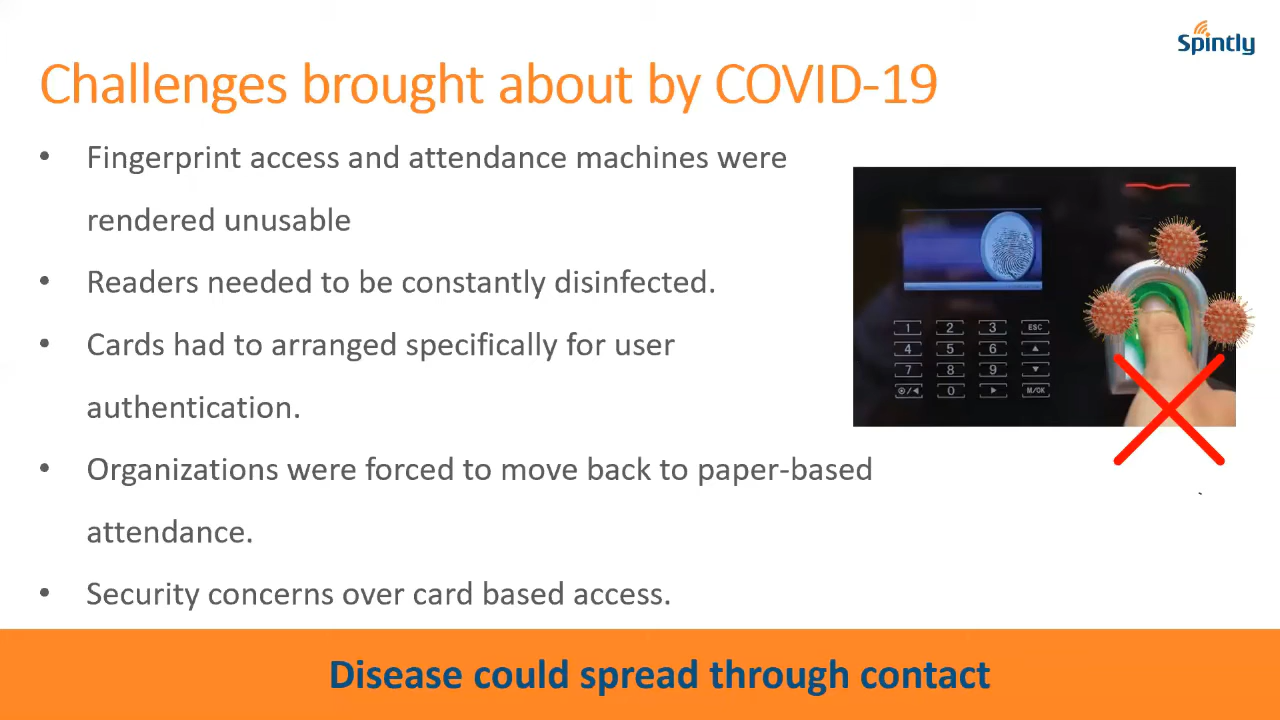 Spintly
Challenges brought about by COVID-19
• Fingerprint access and attendance machines were
rendered unusable
• Readers needed to be constantly disinfected.
• Cards had to arranged specifically for user
authentication.
• Organizations were forced to move back to paper-based
attendance.
• Security concerns over card based access.
1 2 3 ESC
4 5 6 ▲
7 8 9 ▼
⊙/◀ 0 ▶ M/OK
Disease could spread through contact